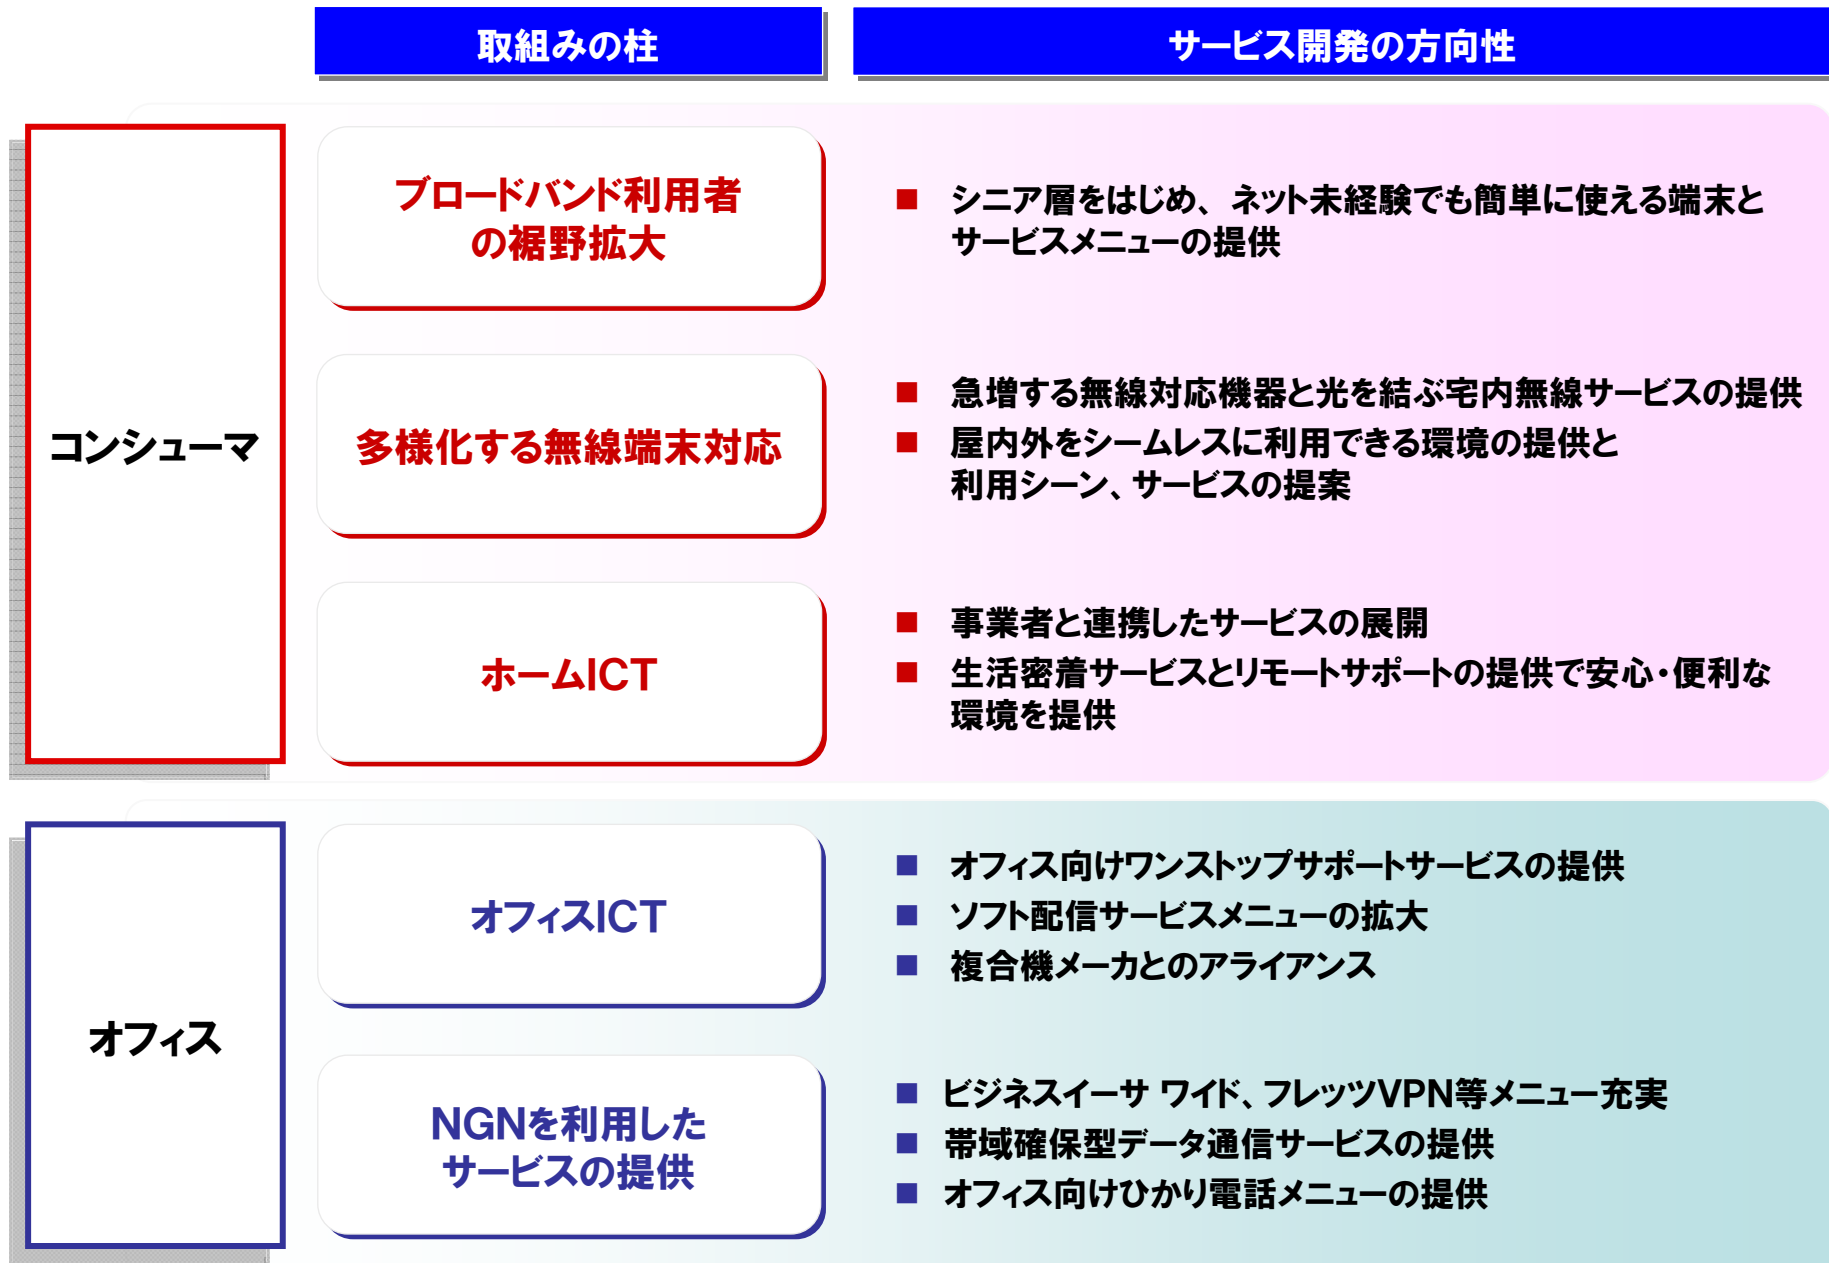 取組みの柱
サービス開発の方向性
コンシューマ
ブロードバンド利用者
の裾野拡大
■ シニア層をはじめ、ネット未経験でも簡単に使える端末と
サービスメニューの提供
多様化する無線端末対応
■ 急増する無線対応機器と光を結ぶ宅内無線サービスの提供
■ 屋内外をシームレスに利用できる環境の提供と
利用シーン、サービスの提案
ホームICT
■ 事業者と連携したサービスの展開
■ 生活密着サービスとリモートサポートの提供で安心・便利な
環境を提供
オフィス
オフィスICT
■ オフィス向けワンストップサポートサービスの提供
■ ソフト配信サービスメニューの拡大
■ 複合機メーカとのアライアンス
NGNを利用した
サービスの提供
■ ビジネスイーサ ワイド、フレッツVPN等メニュー充実
■ 帯域確保型データ通信サービスの提供
■ オフィス向けひかり電話メニューの提供